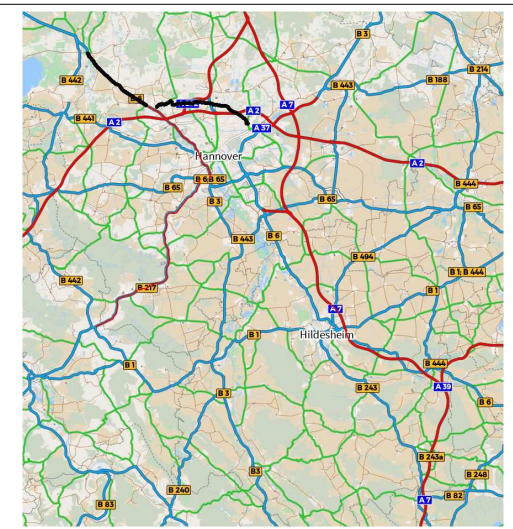 B 3
B 214
B 442
B 443
B 188
A 7
B 441
A 2
A 2
A 37
Hannover
A 2
B 65
B 6;B 65
B 444
B 3
B 65
B 65
B 443
B 6
B 494
B 1; B 444
B 442
B 217
B 1
A 7
Hildesheim
B 1
B 1
B 444
B 3
B 243
A 39
B 6
B 243a
B3
B 248
B 240
B 83
A 7
B 82